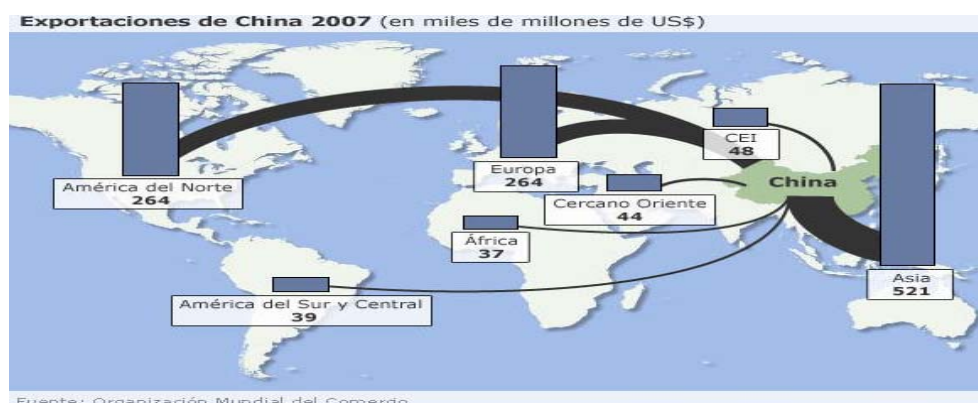 Exportaciones de China 2007 (en miles de millones de US$)
América del Norte
264
Europa
264
CEI
48
Cercano Oriente
44
China
África
37
Asia
521
América del Sur y Central
39
Fuente: Organización Mundial del Comercio